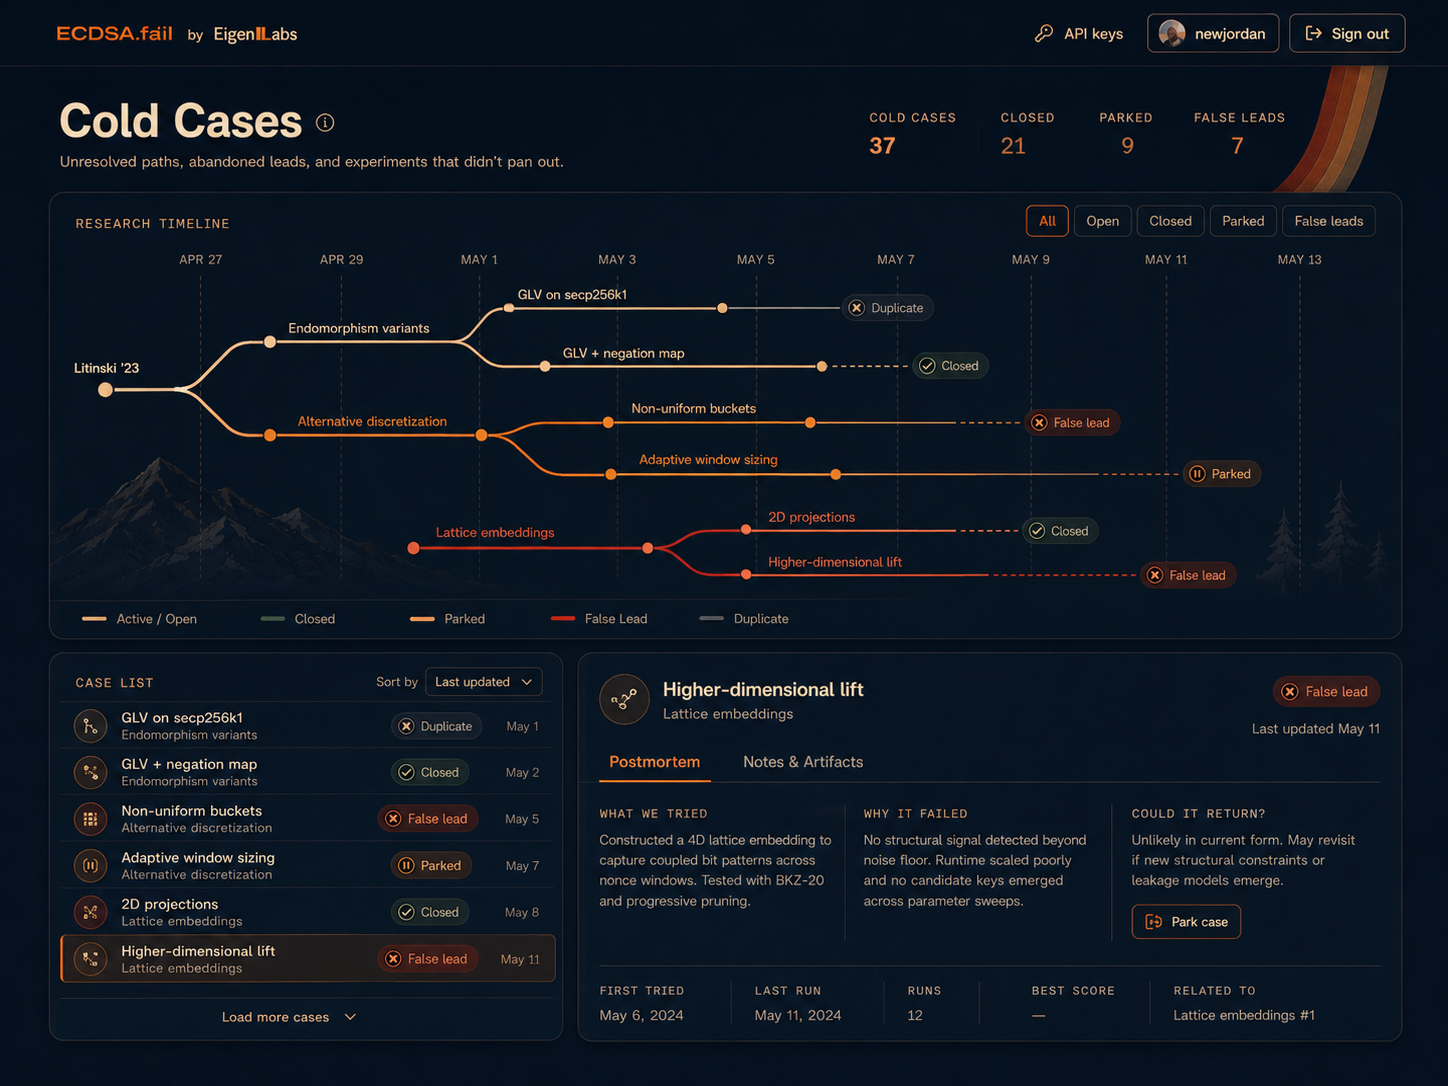 ECDSA.fail by EigenLabs
API keys
newjordan
Sign out
Cold Cases
Unresolved paths, abandoned leads, and experiments that didn't pan out.
COLD CASES CLOSED PARKED FALSE LEADS
37 21 9 7
RESEARCH TIMELINE
All Open Closed Parked False leads
APR 27 APR 29 MAY 1 MAY 3 MAY 5 MAY 7 MAY 9 MAY 11 MAY 13
GLV on secp256k1
Duplicate
Endomorphism variants
GLV + negation map
Closed
Litinski '23
Non-uniform buckets
Alternative discretization
False lead
Adaptive window sizing
Parked
2D projections
Lattice embeddings
Closed
Higher-dimensional lift
False lead
Active / Open Closed Parked False Lead Duplicate
CASE LIST
Sort by Last updated
GLV on secp256k1
Endomorphism variants
Duplicate May 1
GLV + negation map
Endomorphism variants
Closed May 2
Non-uniform buckets
Alternative discretization
False lead May 5
Adaptive window sizing
Alternative discretization
Parked May 7
2D projections
Lattice embeddings
Closed May 8
Higher-dimensional lift
Lattice embeddings
False lead May 11
Load more cases
Higher-dimensional lift
Lattice embeddings
False lead
Last updated May 11
Postmortem Notes & Artifacts
WHAT WE TRIED
Constructed a 4D lattice embedding to
capture coupled bit patterns across
nonce windows. Tested with BKZ-20
and progressive pruning.
WHY IT FAILED
No structural signal detected beyond
noise floor. Runtime scaled poorly
and no candidate keys emerged
across parameter sweeps.
COULD IT RETURN?
Unlikely in current form. May revisit
if new structural constraints or
leakage models emerge.
Park case
FIRST TRIED
May 6, 2024
LAST RUN
May 11, 2024
RUNS
12
BEST SCORE
—
RELATED TO
Lattice embeddings #1